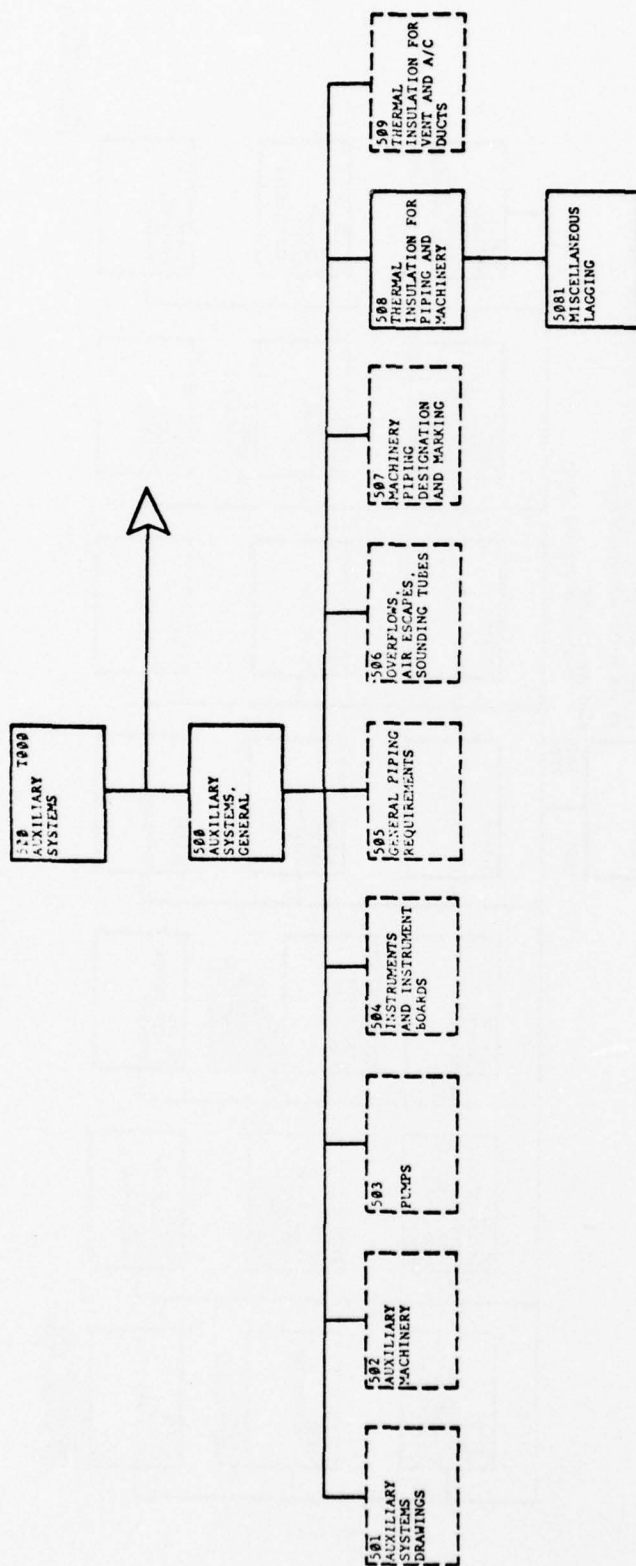 T000
AUXILIARY
SYSTEMS
500
AUXILIARY
SYSTEMS,
GENERAL
501
AUXILIARY
SYSTEMS
DRAWINGS
502
AUXILIARY
MACHINERY
503
PUMPS
504
INSTRUMENTS
AND INSTRUMENT
BOARDS
505
GENERAL PIPING
REQUIREMENTS
506
OVERFLOWS,
AIR ESCAPES,
SOUNDING TUBES
507
MACHINERY
PIPING
DESIGNATION
AND MARKING
508
THERMAL
INSULATION FOR
PIPING AND
MACHINERY
509
THERMAL
INSULATION FOR
VENT AND A/C
DUCTS
5081
MISCELLANEOUS
LAGGING